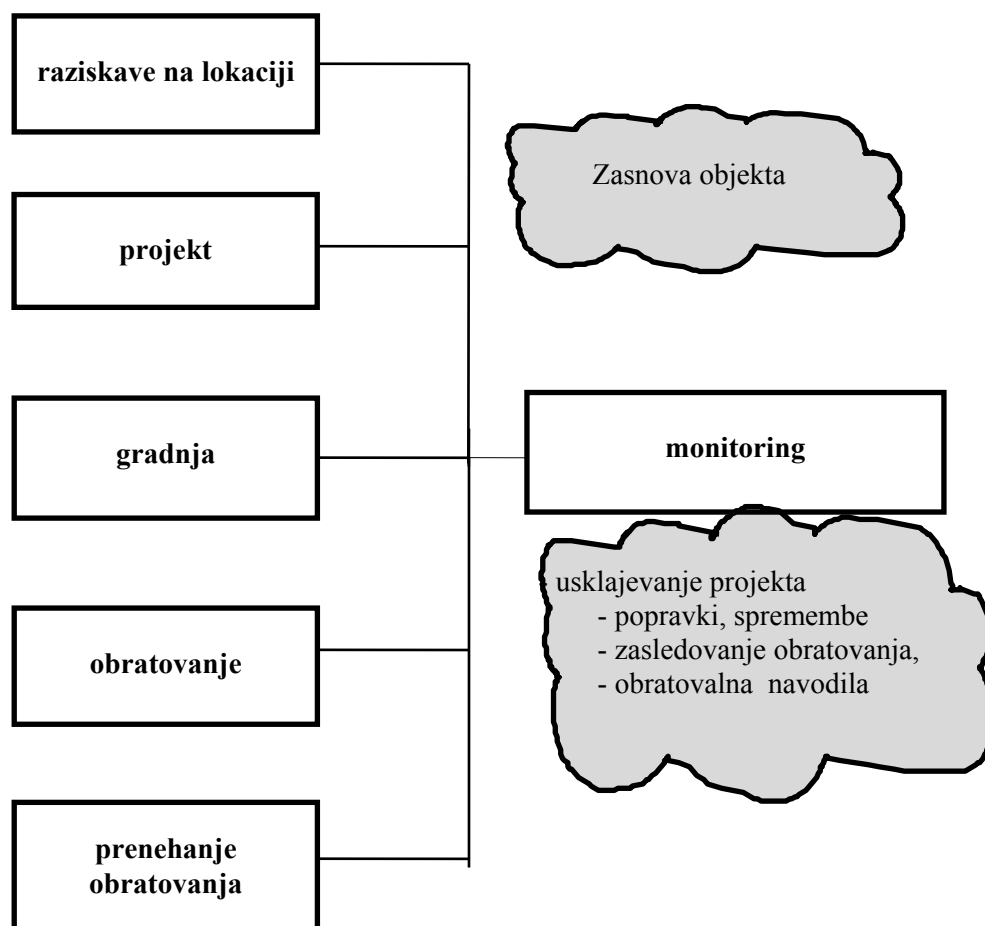 raziskave na lokaciji
Zasnova objekta
projekt
gradnja
monitoring
usklajevanje projekta
- popravki, spremembe
- zasledovanje obratovanja,
- obratovalna navodila
obratovanje
prenehanje
obratovanja